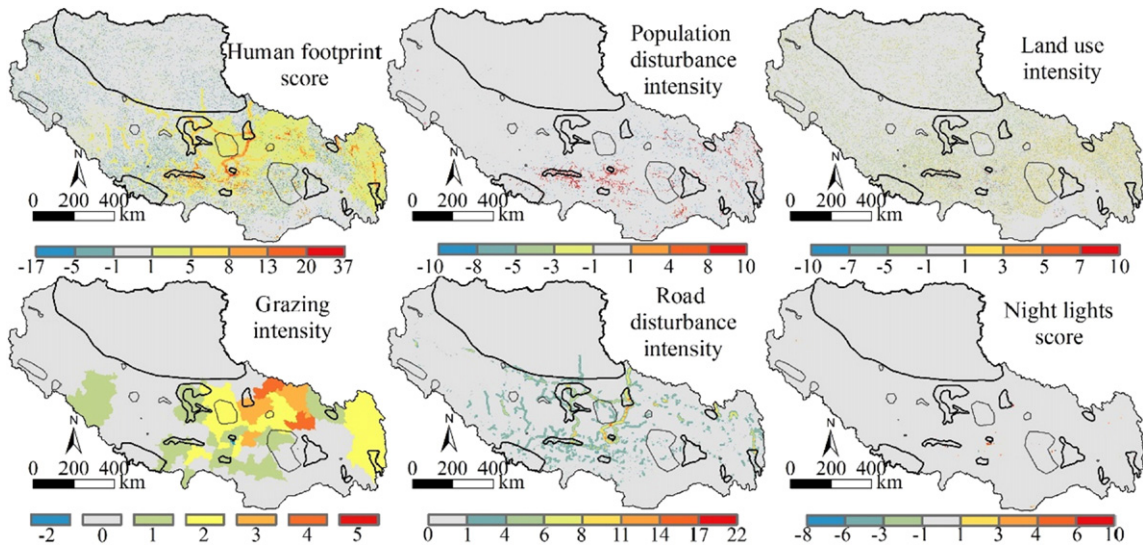 Human footprint
score
N
0 200 400
km
-17 -5 -1 1 5 8 13 20 37
Population
disturbance
intensity
N
0 200 400
km
-10 -8 -5 -3 -1 1 4 8 10
Land use
intensity
N
0 200 400
km
-10 -7 -5 -1 1 3 5 7 10
Grazing
intensity
N
0 200 400
km
-2 0 1 2 3 4 5
Road
disturbance
intensity
N
0 200 400
km
0 1 4 6 8 11 14 17 22
Night lights
score
N
0 200 400
km
-8 -6 -3 -1 1 3 6 10